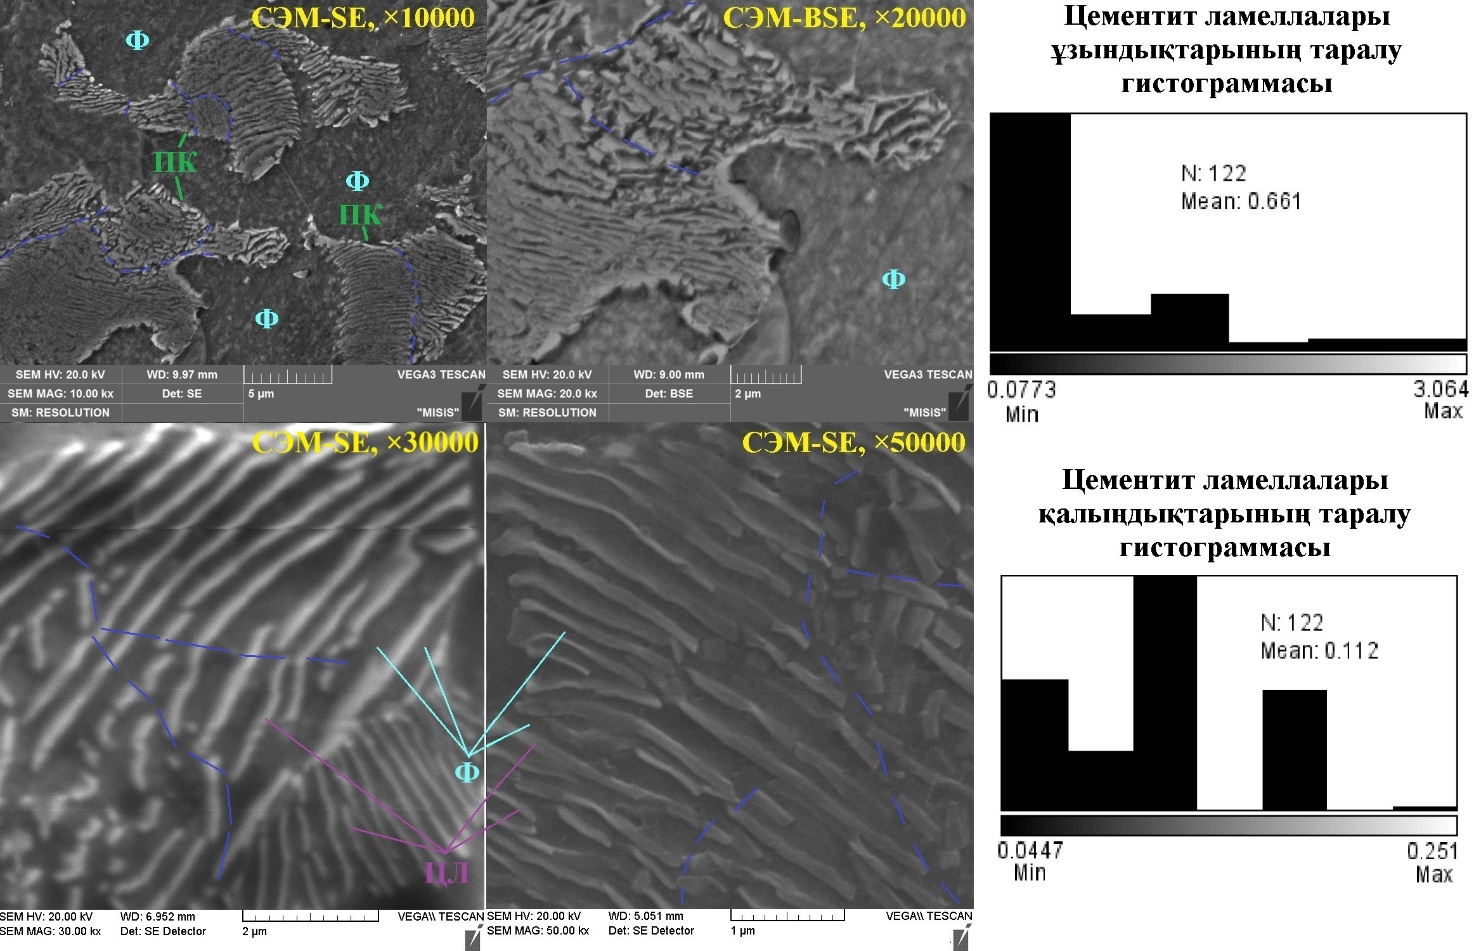 СЭМ-SE, ×10000
Ф
ПК
Ф
ПК
Ф
SEM HV: 20.0 kV
WD: 9.97 mm
VEGA3 TESCAN
SEM MAG: 10.00 kx
Det: SE
5 µm
SM: RESOLUTION
"MISiS"
СЭМ-BSE, ×20000
Ф
SEM HV: 20.0 kV
WD: 9.00 mm
VEGA3 TESCAN
SEM MAG: 20.0 kx
Det: BSE
2 µm
SM: RESOLUTION
"MISiS"
Цементит ламеллалары
ұзындықтарының таралу
гистограммасы
N: 122
Mean: 0.661
0.0773
3.064
Min
Max
СЭМ-SE, ×30000
Ф
ЦЛ
SEM HV: 20.00 kV
WD: 6.952 mm
VEGA\\ TESCAN
SEM MAG: 30.00 kx
Det: SE Detector
2 µm
СЭМ-SE, ×50000
SEM HV: 20.00 kV
WD: 5.051 mm
VEGA\\ TESCAN
SEM MAG: 50.00 kx
Det: SE Detector
1 µm
Цементит ламеллалары
қалыңдықтарының таралу
гистограммасы
N: 122
Mean: 0.112
0.0447
0.251
Min
Max